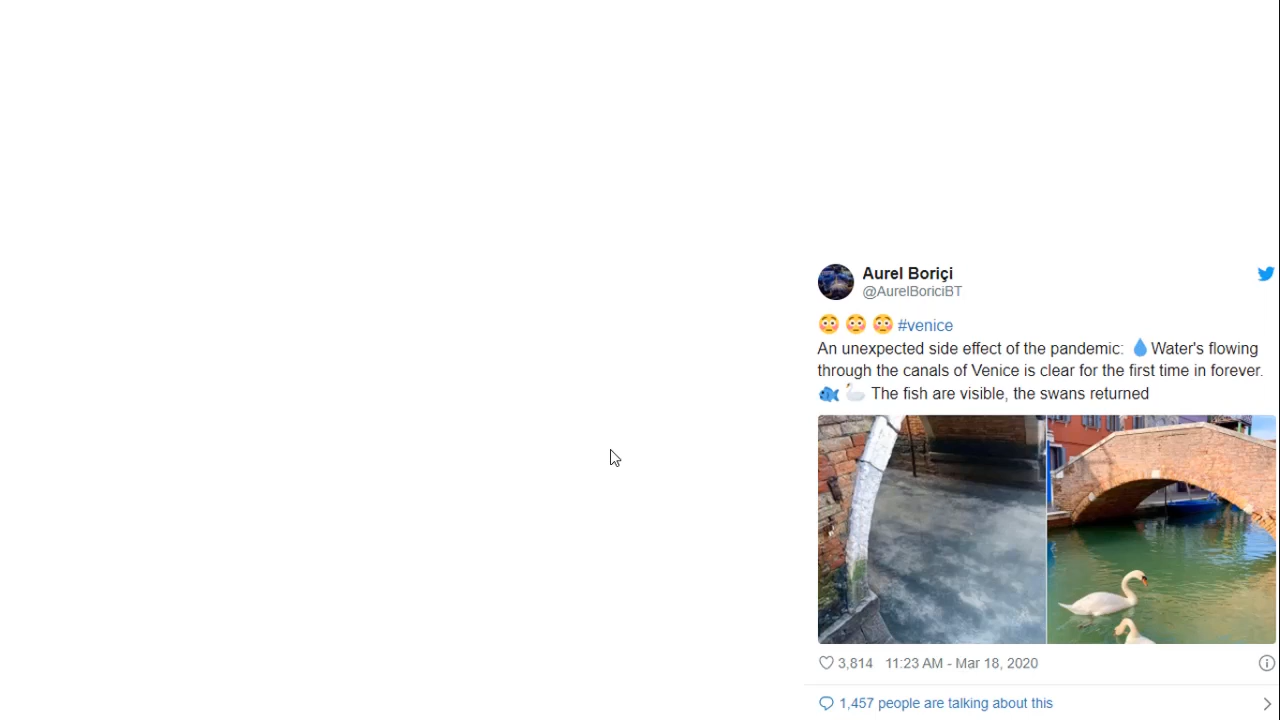 Aurel Boriçi
@AurelBoriciBT
😳 😳 😳 #venice
An unexpected side effect of the pandemic: 💧Water's flowing
through the canals of Venice is clear for the first time in forever.
🐟 🦢 The fish are visible, the swans returned
3,814 11:23 AM - Mar 18, 2020
1,457 people are talking about this